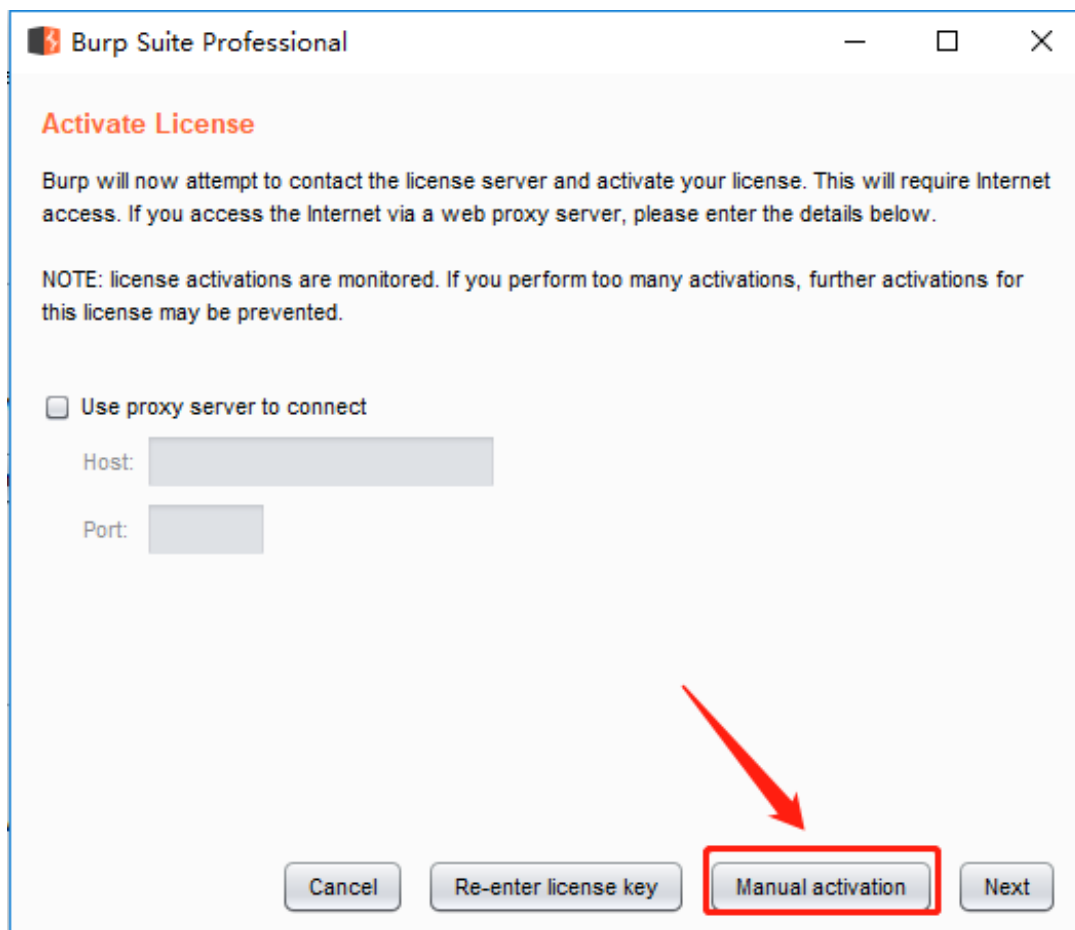 Burp Suite Professional
Activate License
Burp will now attempt to contact the license server and activate your license. This will require Internet
access. If you access the Internet via a web proxy server, please enter the details below.
NOTE: license activations are monitored. If you perform too many activations, further activations for
this license may be prevented.
Use proxy server to connect
Host:
Port:
Cancel Re-enter license key Manual activation Next